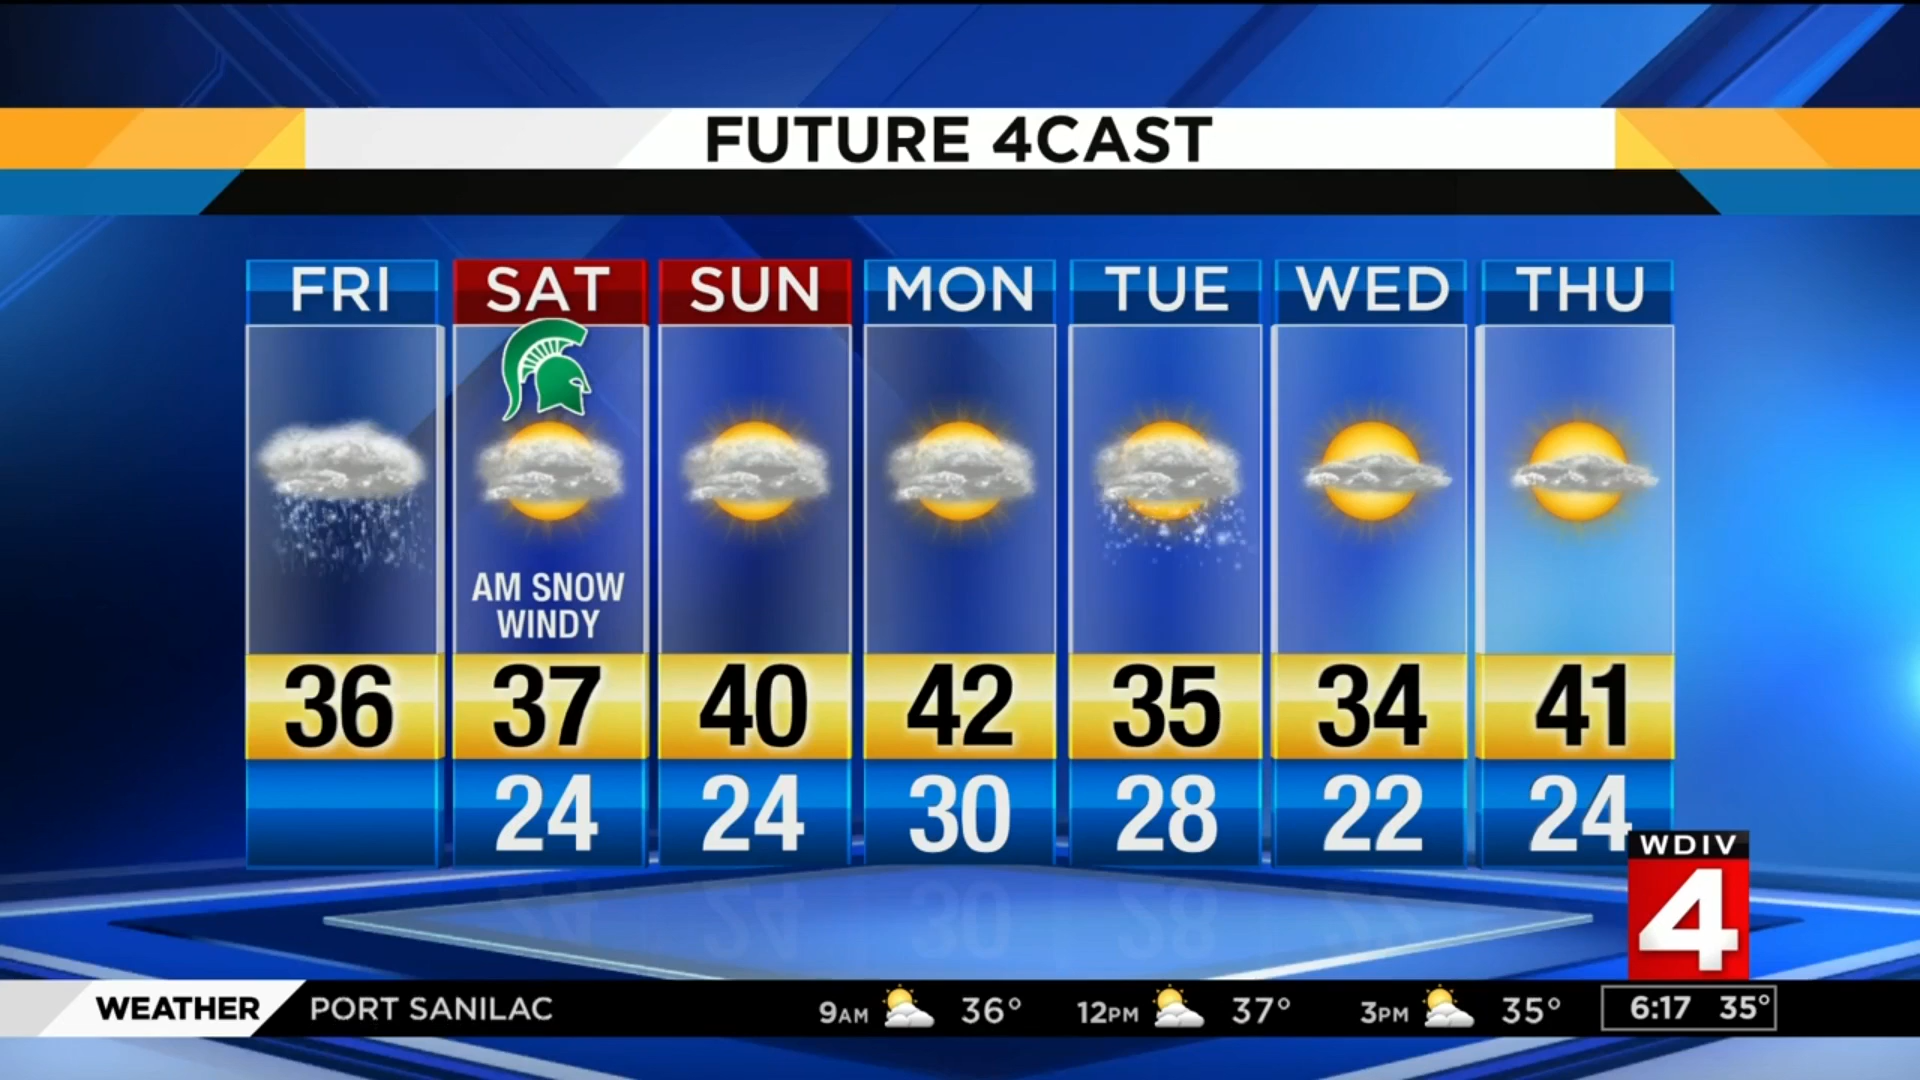 FUTURE 4CAST
FRI SAT SUN MON TUE WED THU
AM SNOW
WINDY
36 37 40 42 35 34 41
24 24 30 28 22 24
WDIV
4
WEATHER PORT SANILAC 9AM 36° 12PM 37° 3PM 35° 6:17 35°